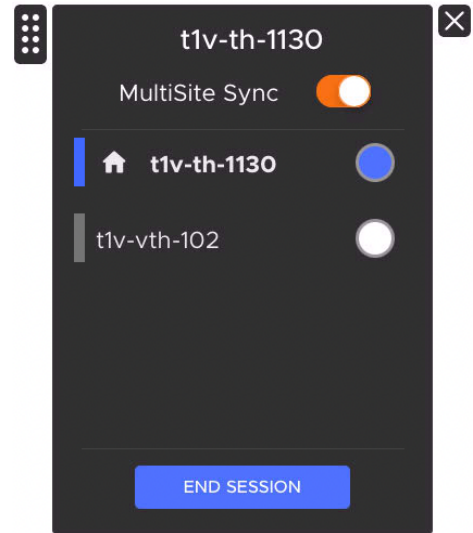 t1v-th-1130
MultiSite Sync
t1v-th-1130
t1v-vth-102
END SESSION